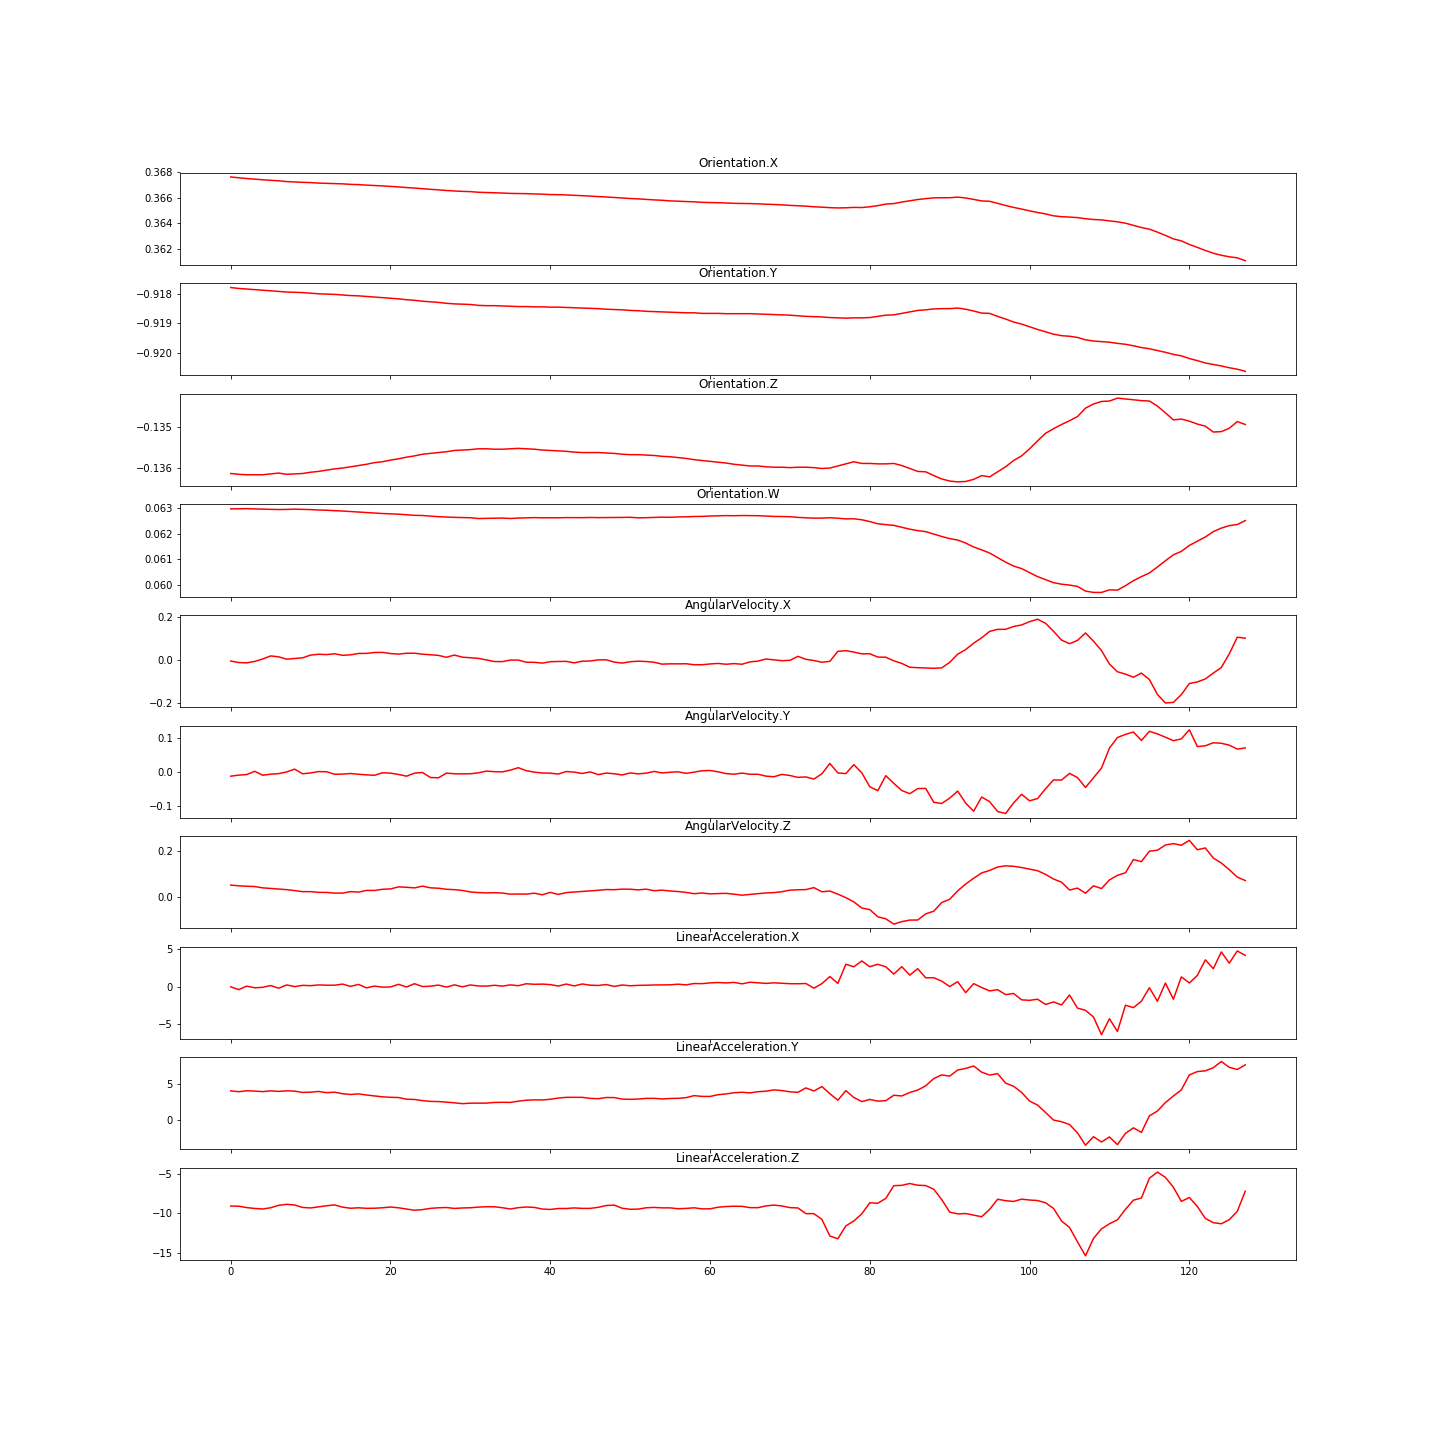 Orientation.X
0.368
0.366
0.364
0.362
Orientation.Y
−0.918
−0.919
−0.920
Orientation.Z
−0.135
−0.136
Orientation.W
0.063
0.062
0.061
0.060
AngularVelocity.X
0.2
0.0
−0.2
AngularVelocity.Y
0.1
0.0
−0.1
AngularVelocity.Z
0.2
0.0
LinearAcceleration.X
5
0
−5
LinearAcceleration.Y
5
0
LinearAcceleration.Z
−5
−10
−15
0 20 40 60 80 100 120